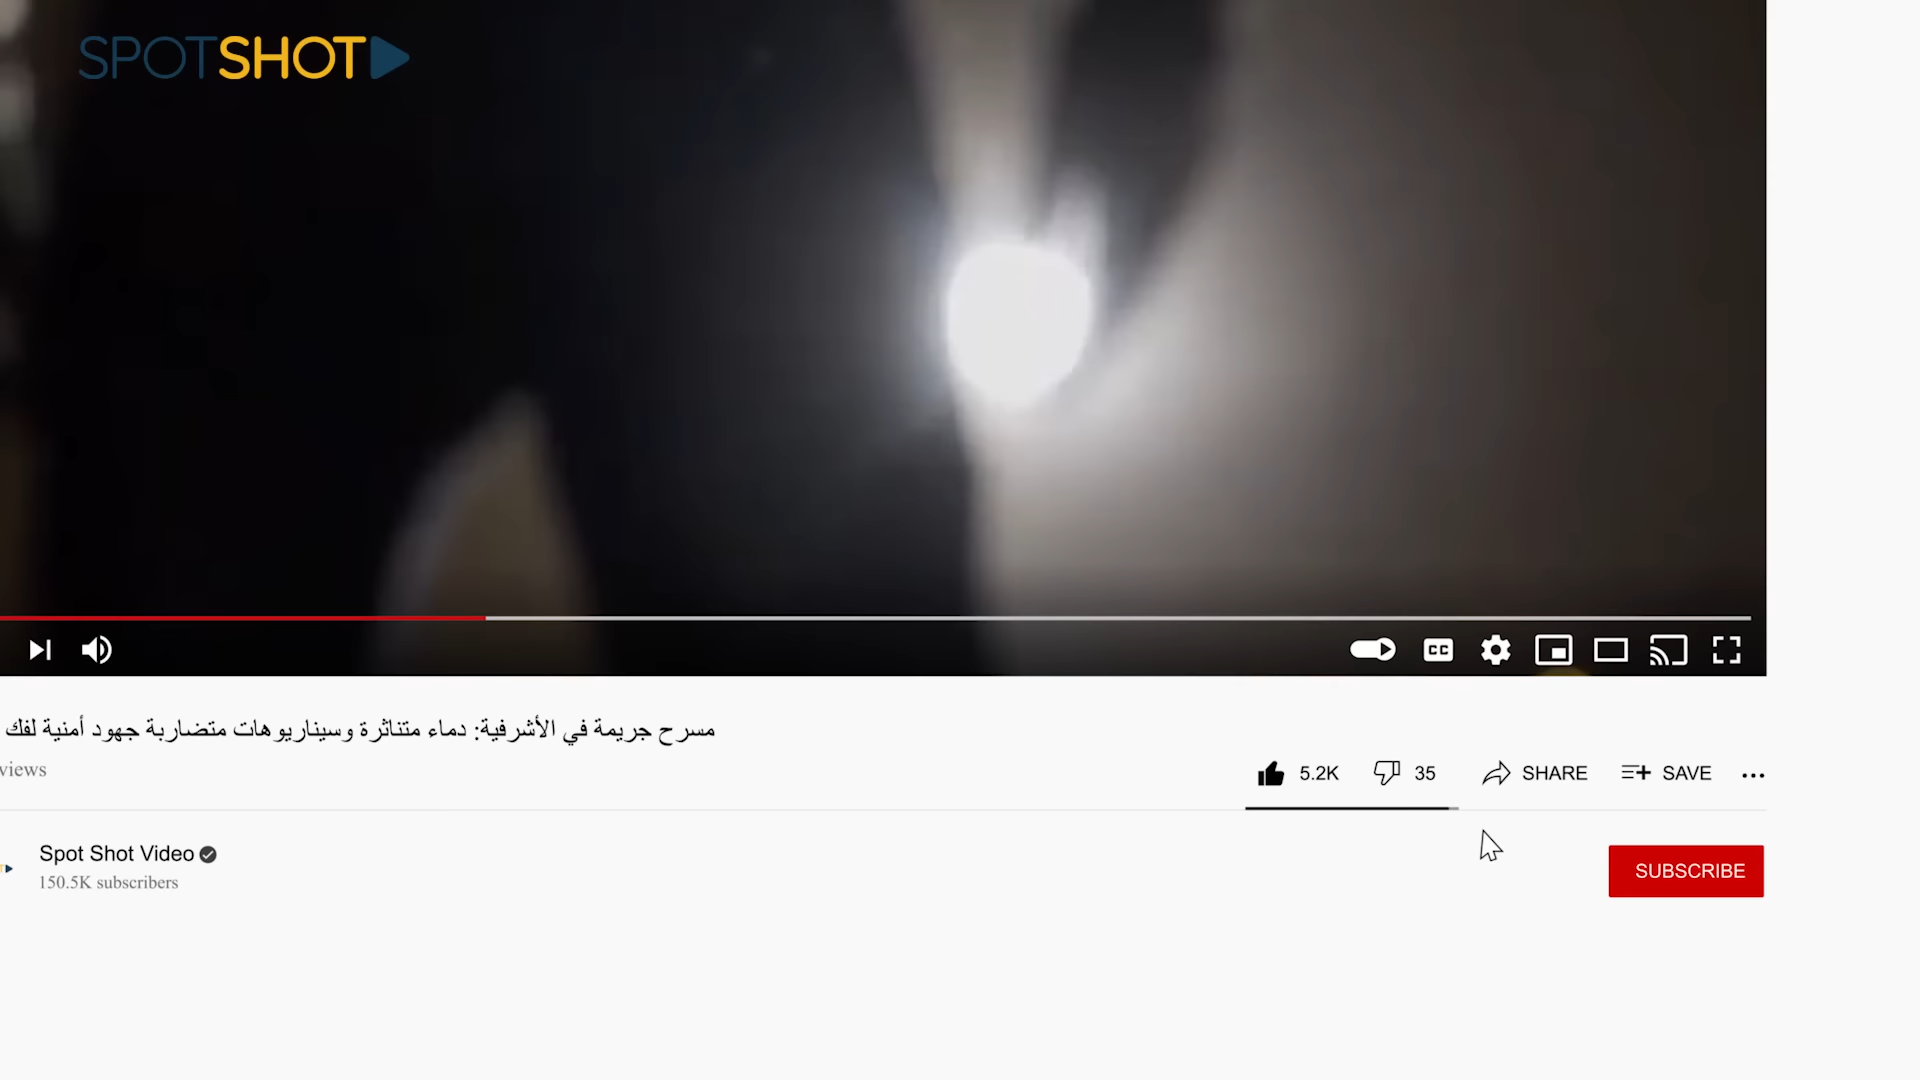 SPOTSHOT
CC
مسرح جريمة في الأشرفية: دماء متناثرة وسيناريوهات متضاربة جهود أمنية لفك
views
5.2K
35
SHARE
SAVE
Spot Shot Video
150.5K subscribers
SUBSCRIBE